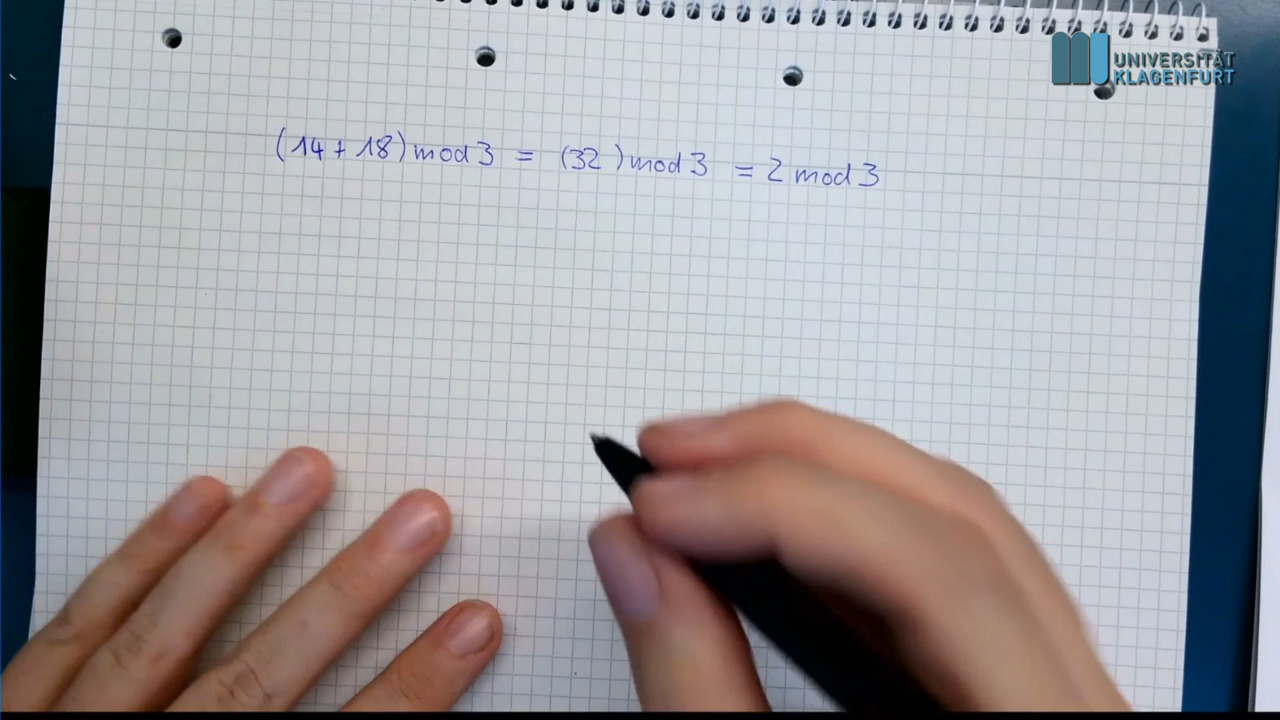 UNIVERSITÄT
KLAGENFURT
(14 + 18) mod 3 = (32 ) mod 3 = 2 mod 3